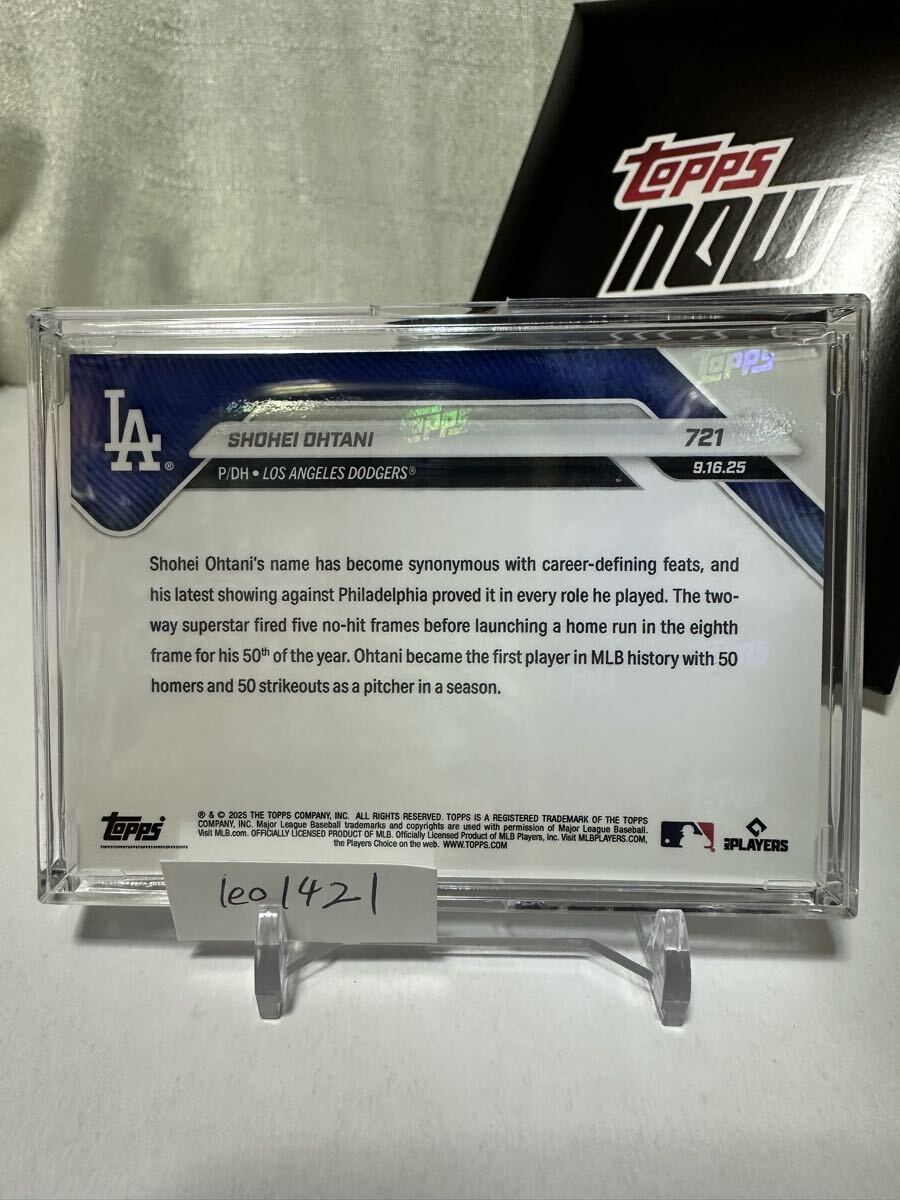 topps
now
LA
®
topps
topps
SHOHEI OHTANI
721
P/DH • LOS ANGELES DODGERS®
9.16.25
Shohei Ohtani's name has become synonymous with career-defining feats, and
his latest showing against Philadelphia proved it in every role he played. The two-
way superstar fired five no-hit frames before launching a home run in the eighth
frame for his 50th of the year. Ohtani became the first player in MLB history with 50
homers and 50 strikeouts as a pitcher in a season.
topps
® & © 2025 THE TOPPS COMPANY, INC. ALL RIGHTS RESERVED. TOPPS IS A REGISTERED TRADEMARK OF THE TOPPS
COMPANY, INC. Major League Baseball trademarks and copyrights are used with permission of Major League Baseball.
Visit MLB.com. OFFICIALLY LICENSED PRODUCT OF MLB. Officially Licensed Product of MLB Players, Inc. Visit MLBPLAYERS.COM,
the Players Choice on the web. WWW.TOPPS.COM
MLB PLAYERS
leo1421